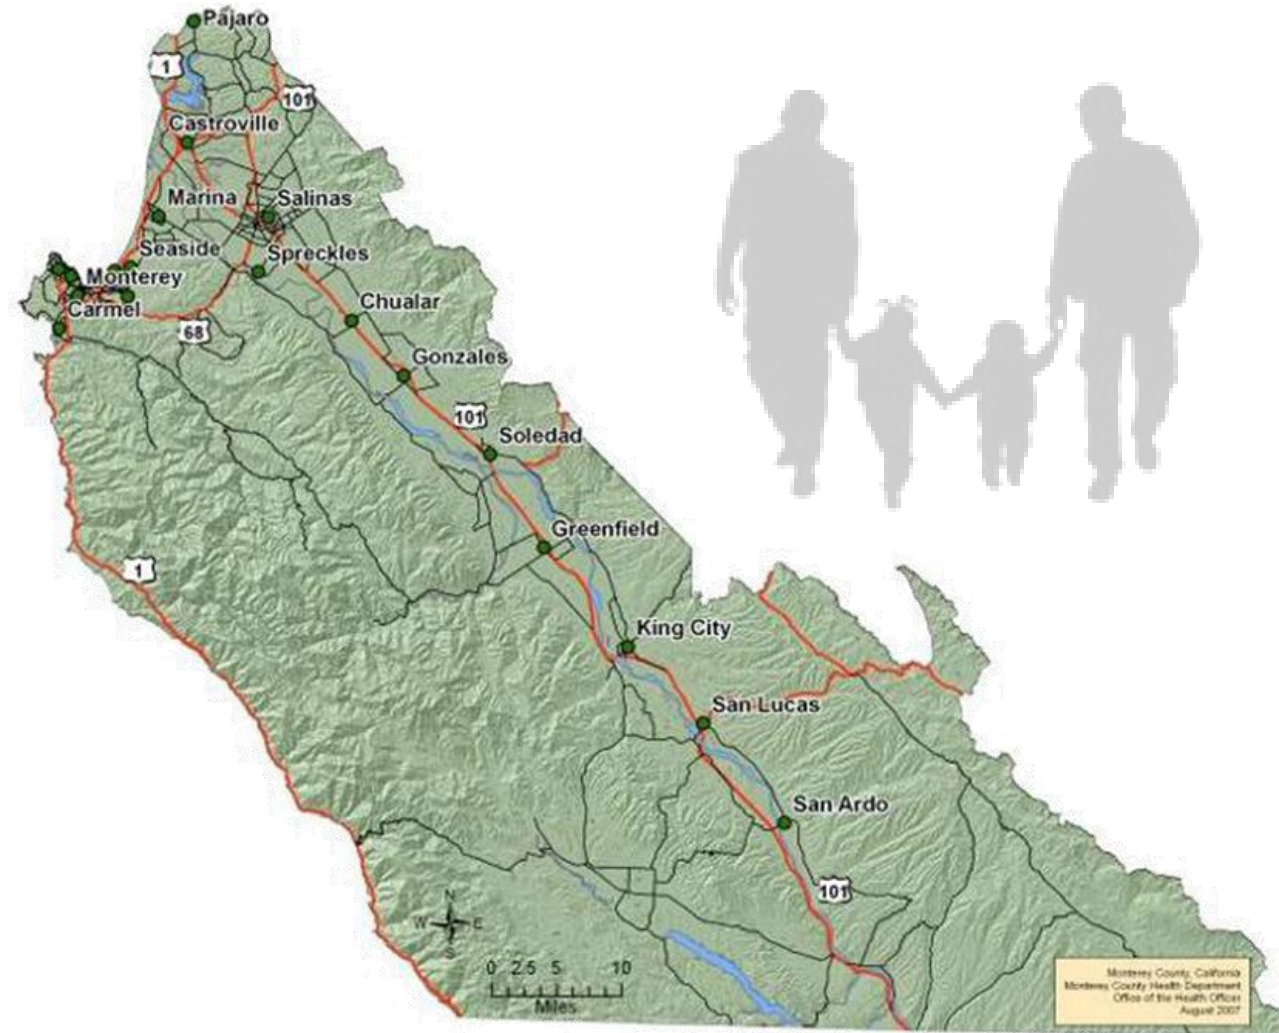 Pajaro
1
101
Castroville
Marina
Salinas
Seaside
Spreckles
Monterey
Carmel
Chualar
68
Gonzales
101
Soledad
Greenfield
1
King City
San Lucas
San Ardo
101
N
W E
S
0 2.5 5 10
Miles
Monterey County, California
Monterey County Health Department
Office of the Health Officer
August 2007